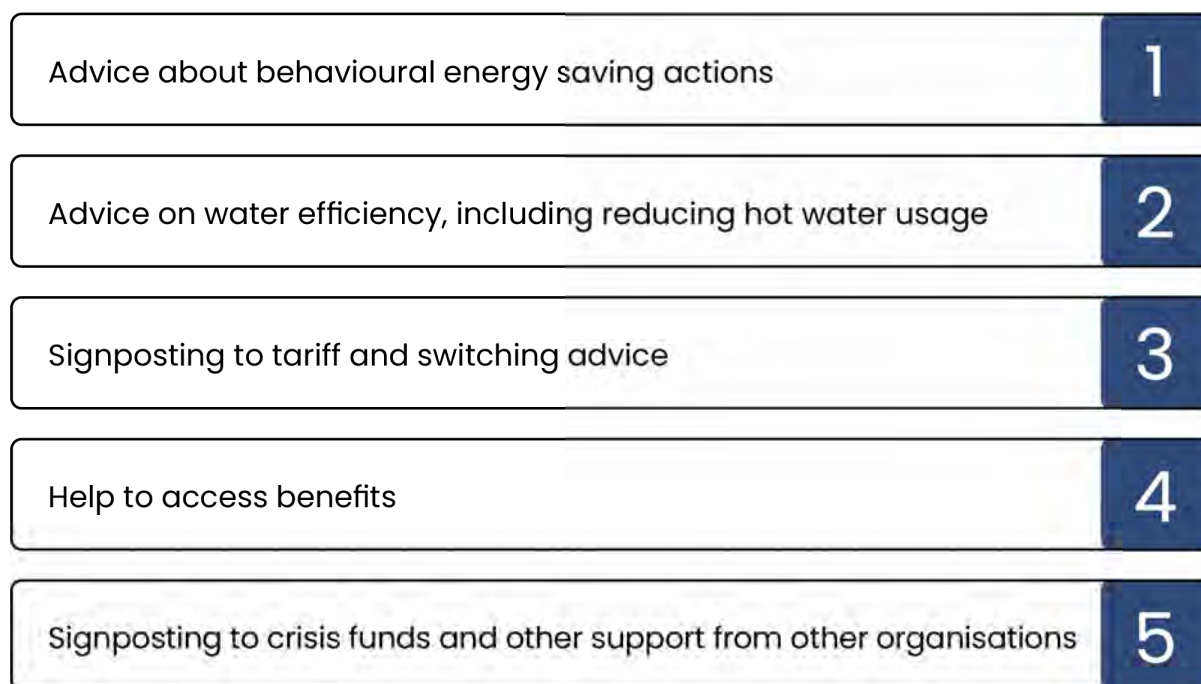 Advice about behavioural energy saving actions 1
Advice on water efficiency, including reducing hot water usage 2
Signposting to tariff and switching advice 3
Help to access benefits 4
Signposting to crisis funds and other support from other organisations 5